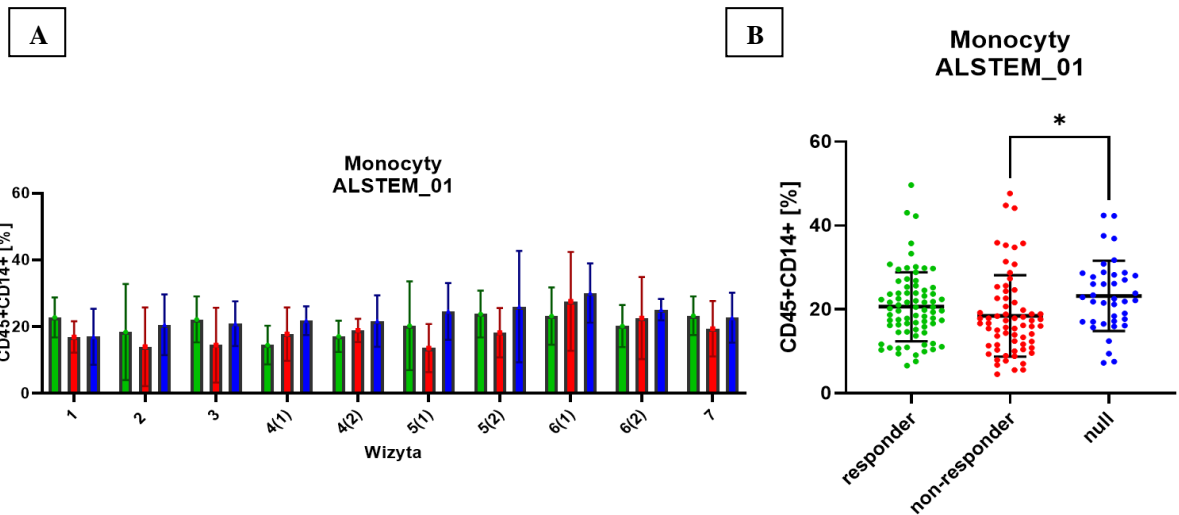 A
Monocyty
ALSTEM_01
60
40
20
0
CD45+CD14+ [%]
1
2
3
4(1)
4(2)
5(1)
5(2)
6(1)
6(2)
7
Wizyta
B
Monocyty
ALSTEM_01
*
60
40
20
0
CD45+CD14+ [%]
responder
non-responder
null